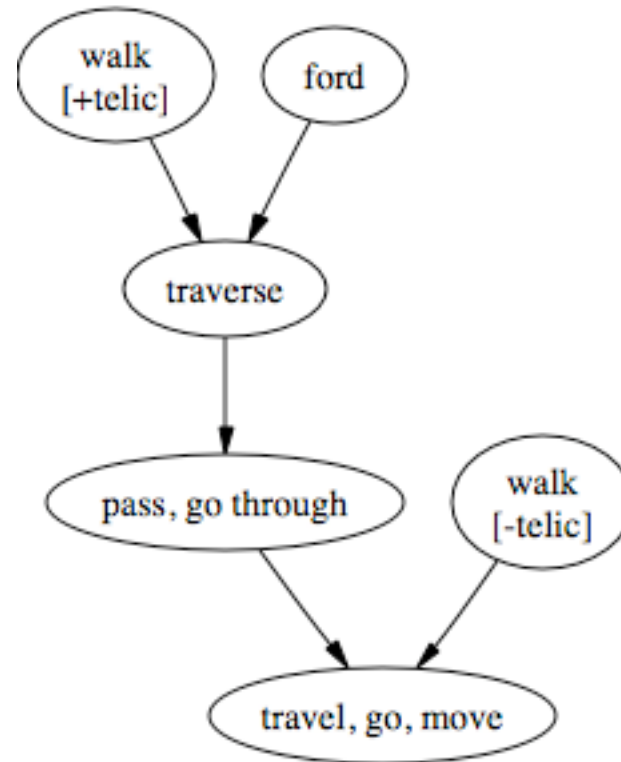 walk
[+telic]
ford
traverse
pass, go through
walk
[-telic]
travel, go, move